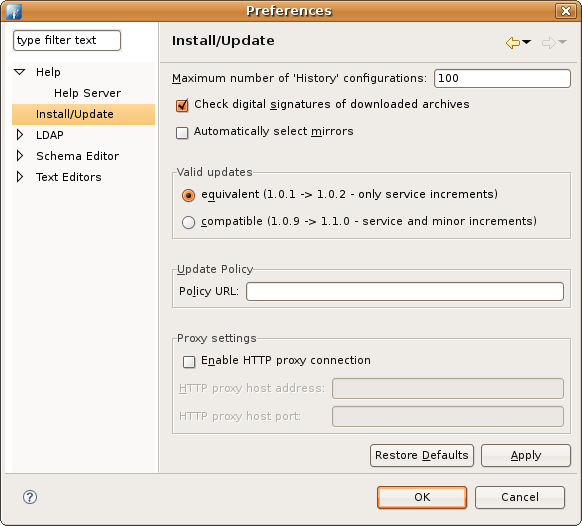 Preferences
type filter text
Install/Update
Help
Help Server
Install/Update
LDAP
Schema Editor
Text Editors
Maximum number of 'History' configurations: 100
Check digital signatures of downloaded archives
Automatically select mirrors
Valid updates
equivalent (1.0.1 -> 1.0.2 - only service increments)
compatible (1.0.9 -> 1.1.0 - service and minor increments)
Update Policy
Policy URL:
Proxy settings
Enable HTTP proxy connection
HTTP proxy host address:
HTTP proxy host port:
Restore Defaults Apply
? OK Cancel